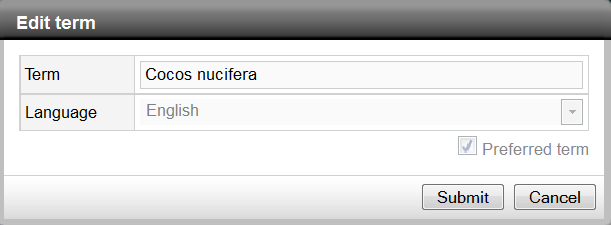 Edit term
Term Cocos nucifera
Language English
Preferred term
Submit Cancel